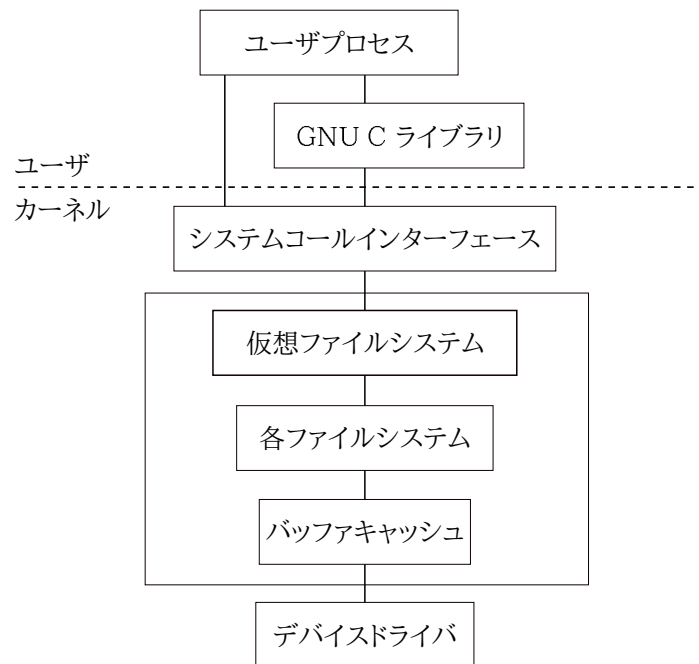 ユーザプロセス
GNU C ライブラリ
ユーザ
カーネル
システムコールインターフェース
仮想ファイルシステム
各ファイルシステム
バッファキャッシュ
デバイスドライバ